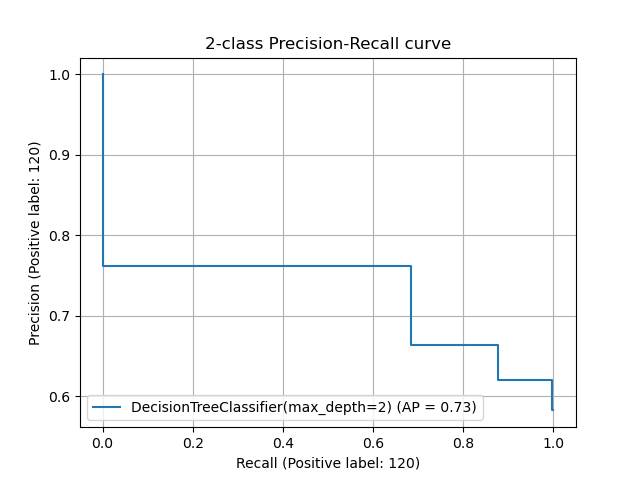 2-class Precision-Recall curve
1.0
0.9
0.8
0.7
0.6
Precision (Positive label: 120)
DecisionTreeClassifier(max_depth=2) (AP = 0.73)
0.0 0.2 0.4 0.6 0.8 1.0
Recall (Positive label: 120)